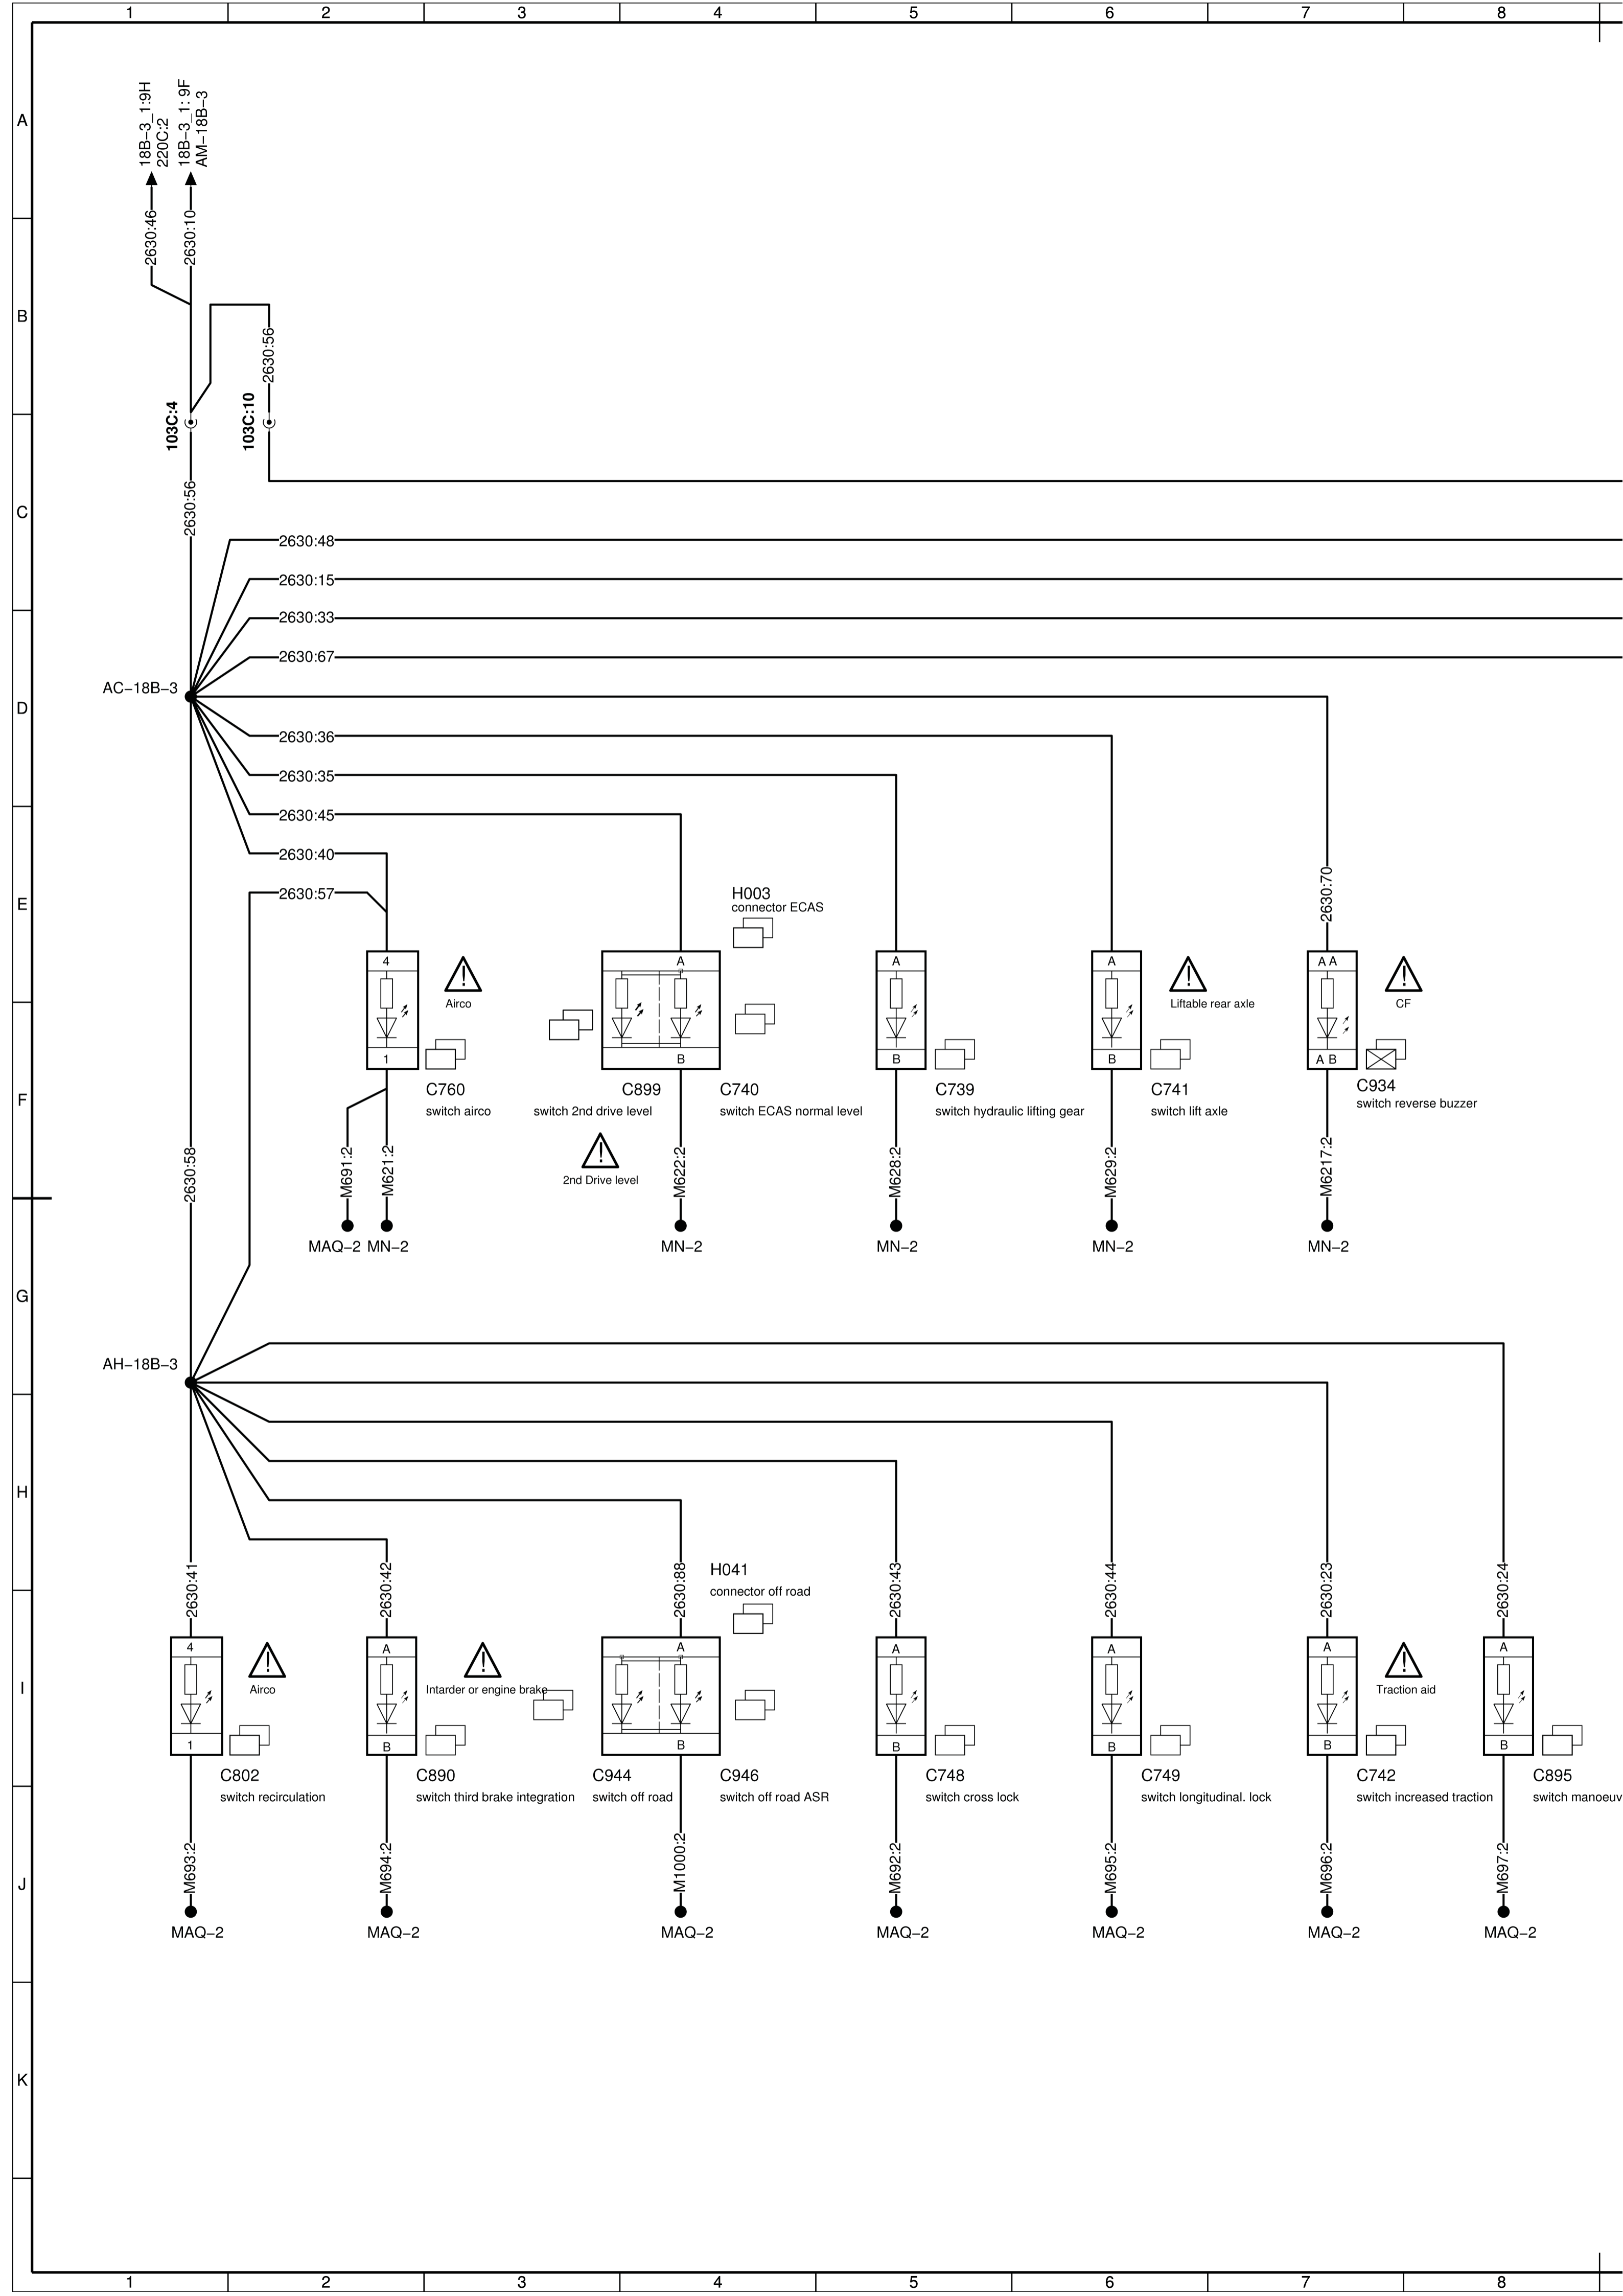 1 2 3 4 5 6 7 8
A
18B–3_1:9H
220C:2
18B–3_1: 9F
AM–18B–3
2630:46
2630:10
B
2630:56
103C:4
103C:10
C
2630:56
2630:48
2630:15
2630:33
2630:67
AC–18B–3
D
2630:36
2630:35
2630:45
2630:40
2630:57
E
2630:70
H003
connector ECAS
4
A
A
A
A A
Airco
Liftable rear axle
CF
1
B
B
B
A B
F
C760
switch airco
C899
switch 2nd drive level
C740
switch ECAS normal level
C739
switch hydraulic lifting gear
C741
switch lift axle
C934
switch reverse buzzer
2nd Drive level
2630:58
M691:2
M621:2
M622:2
M628:2
M629:2
M6217:2
MAQ–2 MN–2
MN–2
MN–2
MN–2
MN–2
G
AH–18B–3
H
2630:41
2630:42
2630:88
2630:43
2630:44
2630:23
2630:24
H041
connector off road
4
A
A
A
A
A
A
I
Airco
Intarder or engine brake
Traction aid
1
B
B
B
B
B
B
C802
switch recirculation
C890
switch third brake integration
C944
switch off road
C946
switch off road ASR
C748
switch cross lock
C749
switch longitudinal. lock
C742
switch increased traction
C895
switch manoeuv
J
M693:2
M694:2
M1000:2
M692:2
M695:2
M696:2
M697:2
MAQ–2
MAQ–2
MAQ–2
MAQ–2
MAQ–2
MAQ–2
MAQ–2
K
1 2 3 4 5 6 7 8